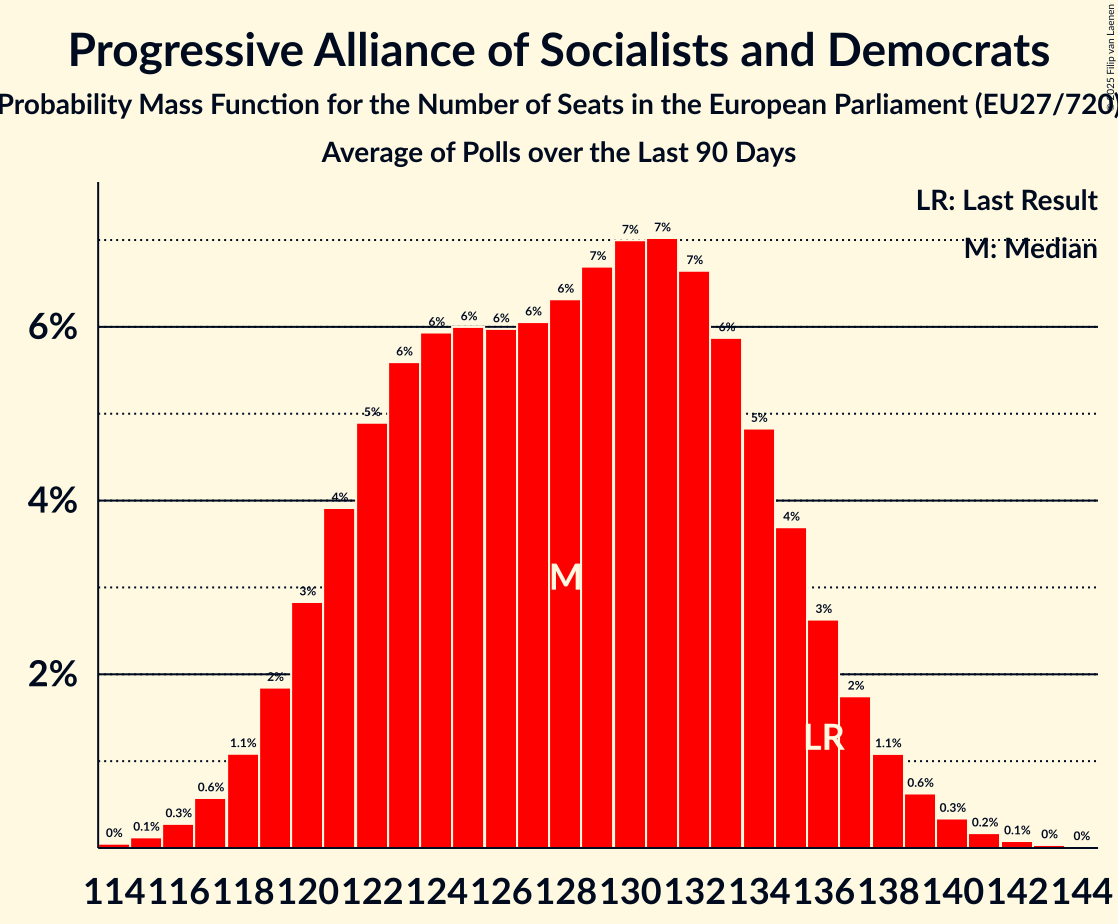 Progressive Alliance of Socialists and Democrats
Probability Mass Function for the Number of Seats in the European Parliament (EU27/720)
Average of Polls over the Last 90 Days
© 2025 Filip van Laenen
LR: Last Result
M: Median
7% 7%
7% 7%
6%
6% 6% 6% 6% 6%
6%
6%
5% 5%
4%
4%
4%
M
3%
3%
2%
2%
2%
LR
1.1% 1.1%
0.6% 0.6%
0.3% 0.3%
0% 0.1% 0.2% 0.1% 0% 0%
114 116 118 120 122 124 126 128 130 132 134 136 138 140 142 144